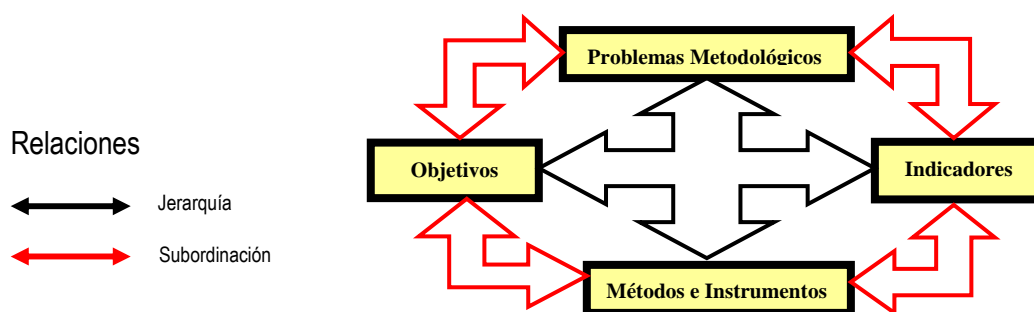 Problemas Metodológicos
Relaciones
Objetivos
Indicadores
Jerarquía
Subordinación
Métodos e Instrumentos